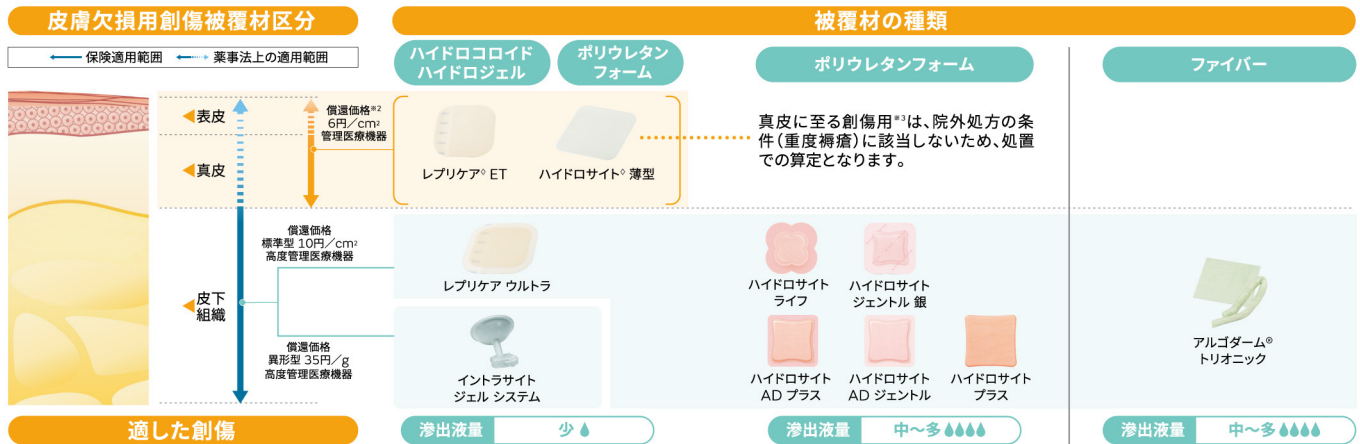 皮膚欠損用創傷被覆材区分
被覆材の種類
保険適用範囲
薬事法上の適用範囲
ハイドロコロイド
ハイドロジェル
ポリウレタン
フォーム
ポリウレタンフォーム
ファイバー
表皮
真皮
皮下
組織
償還価格※2
6円/cm²
管理医療機器
レプリケア◊ ET
ハイドロサイト◊ 薄型
真皮に至る創傷用※3は、院外処方の条
件(重度褥瘡)に該当しないため、処置
での算定となります。
償還価格
標準型 10円/cm²
高度管理医療機器
償還価格
異形型 35円/g
高度管理医療機器
レプリケア ウルトラ
イントラサイト
ジェル システム
ハイドロサイト
ライフ
ハイドロサイト
ジェントル 銀
ハイドロサイト
AD プラス
ハイドロサイト
AD ジェントル
ハイドロサイト
プラス
アルゴダーム®
トリオニック
適した創傷
滲出液量 少
滲出液量 中~多
滲出液量 中~多